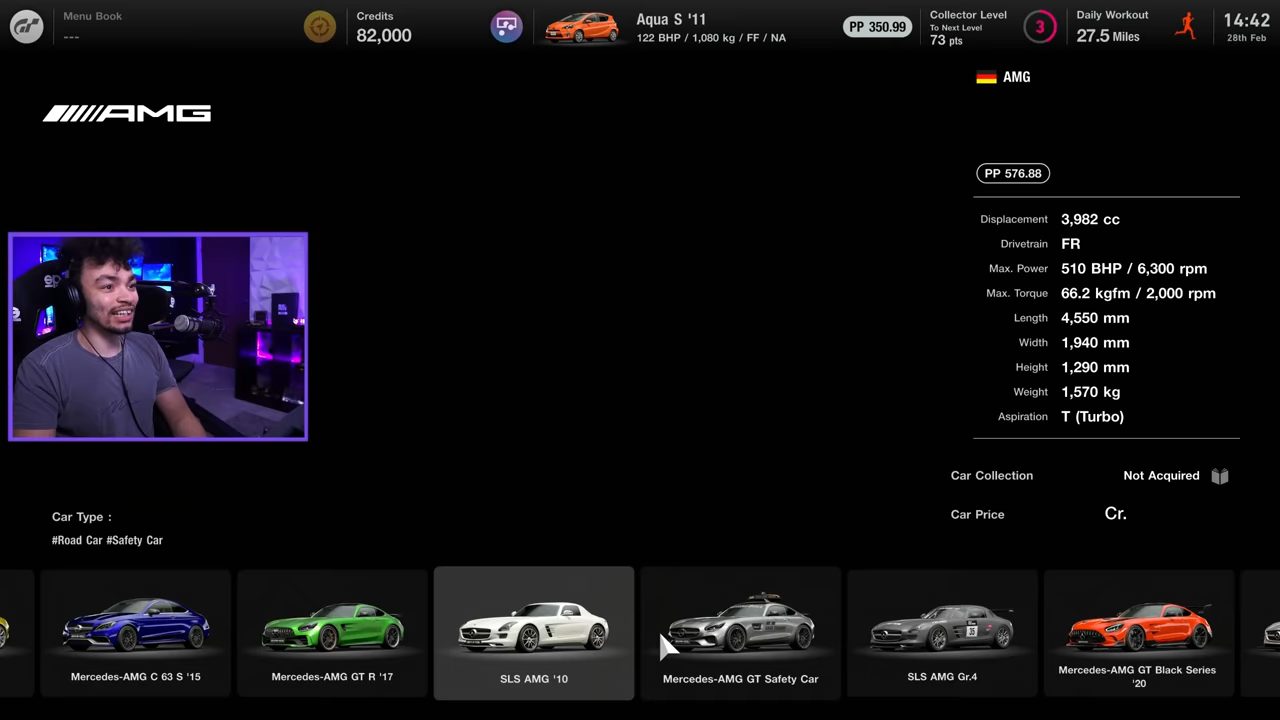 Menu Book
---
Credits
82,000
Aqua S '11
122 BHP / 1,080 kg / FF / NA
PP 350.99
Collector Level
To Next Level
73 pts
3
Daily Workout
27.5 Miles
14:42
28th Feb
AMG
AMG
PP 576.88
Displacement 3,982 cc
Drivetrain FR
Max. Power 510 BHP / 6,300 rpm
Max. Torque 66.2 kgfm / 2,000 rpm
Length 4,550 mm
Width 1,940 mm
Height 1,290 mm
Weight 1,570 kg
Aspiration T (Turbo)
Car Collection Not Acquired
Car Price Cr.
Car Type :
#Road Car #Safety Car
Mercedes-AMG C 63 S '15
Mercedes-AMG GT R '17
SLS AMG '10
Mercedes-AMG GT Safety Car
35
SLS AMG Gr.4
Mercedes-AMG GT Black Series
'20